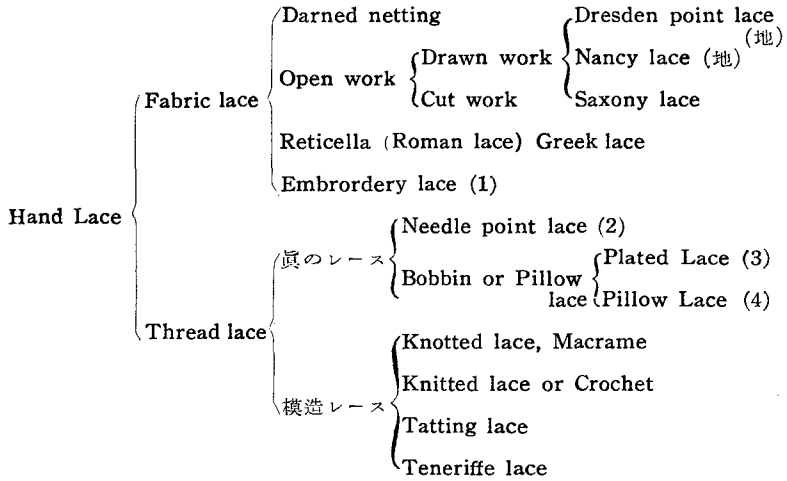 Darned netting
Dresden point lace
(地)
Open work
Drawn work
Nancy lace (地)
Cut work
Saxony lace
Fabric lace
Reticella (Roman lace) Greek lace
Embrordery lace (1)
Hand Lace
Needle point lace (2)
眞のレース
Bobbin or Pillow
lace
Plated Lace (3)
Pillow Lace (4)
Thread lace
Knotted lace, Macrame
Knitted lace or Crochet
模造レース
Tatting lace
Teneriffe lace